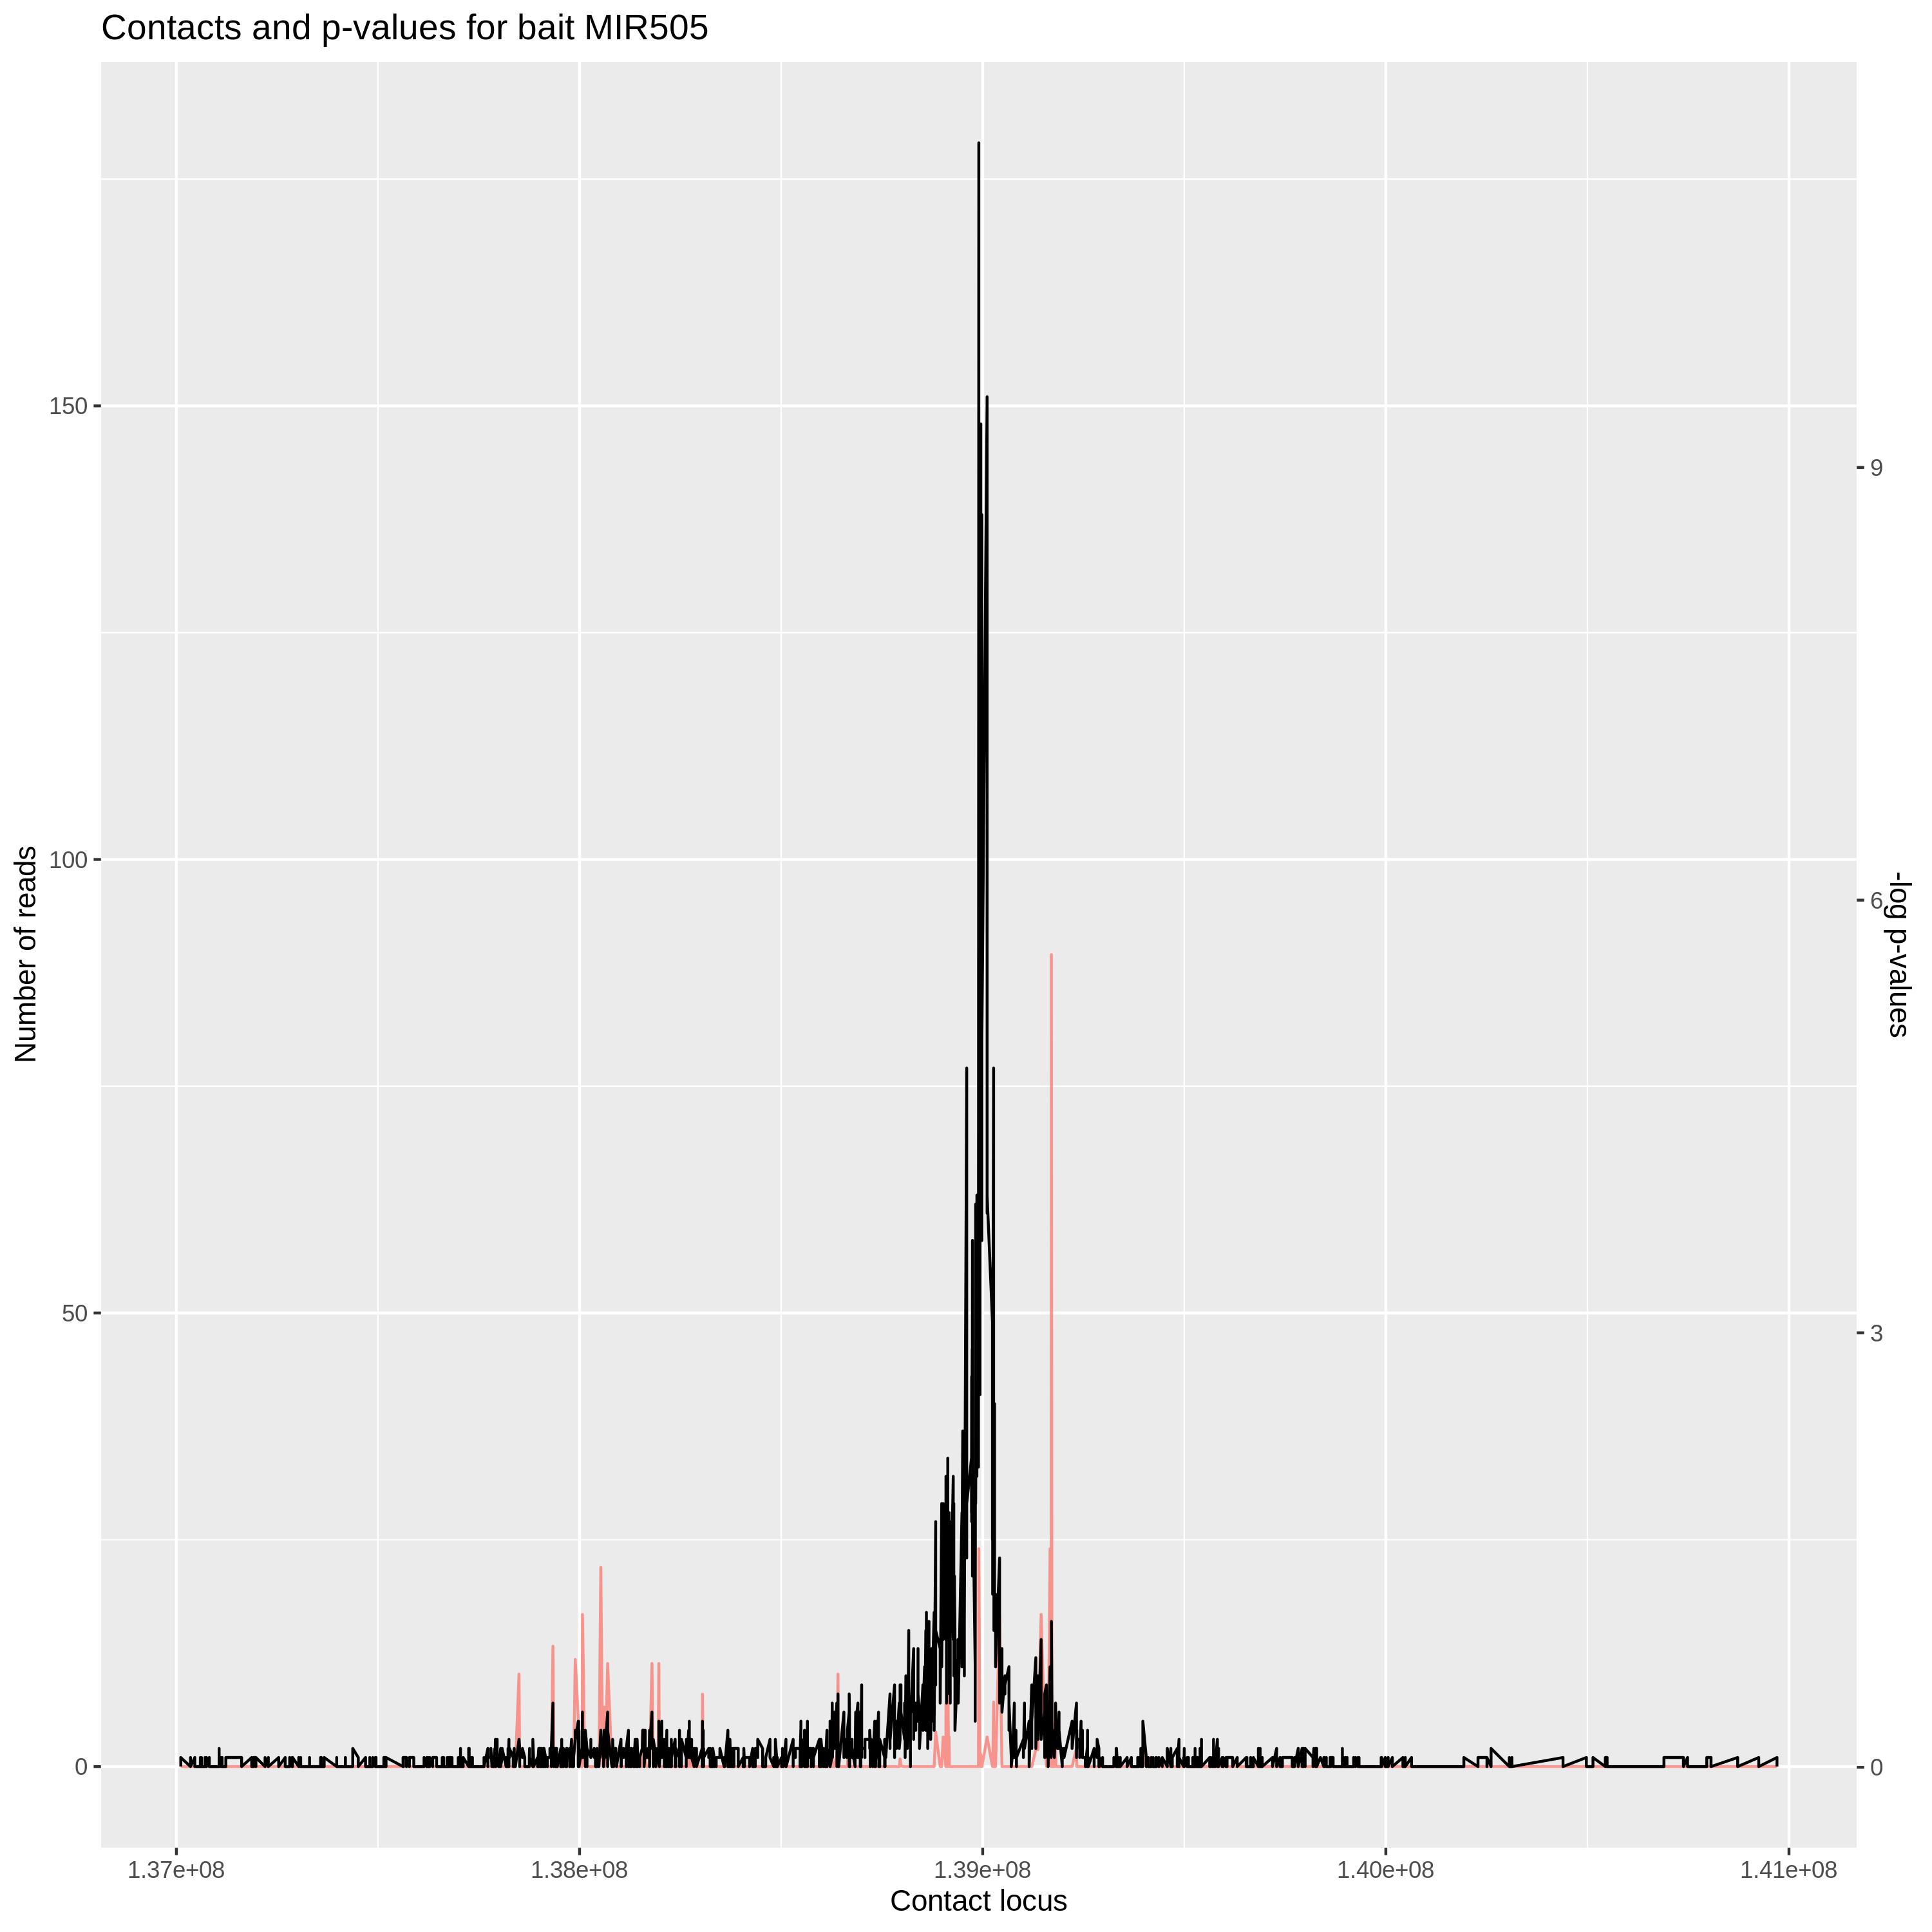 Contacts and p-values for bait MIR505
150
100
50
0
9
6
3
0
Number of reads
-log p-values
1.37e+08 1.38e+08 1.39e+08 1.40e+08 1.41e+08
Contact locus